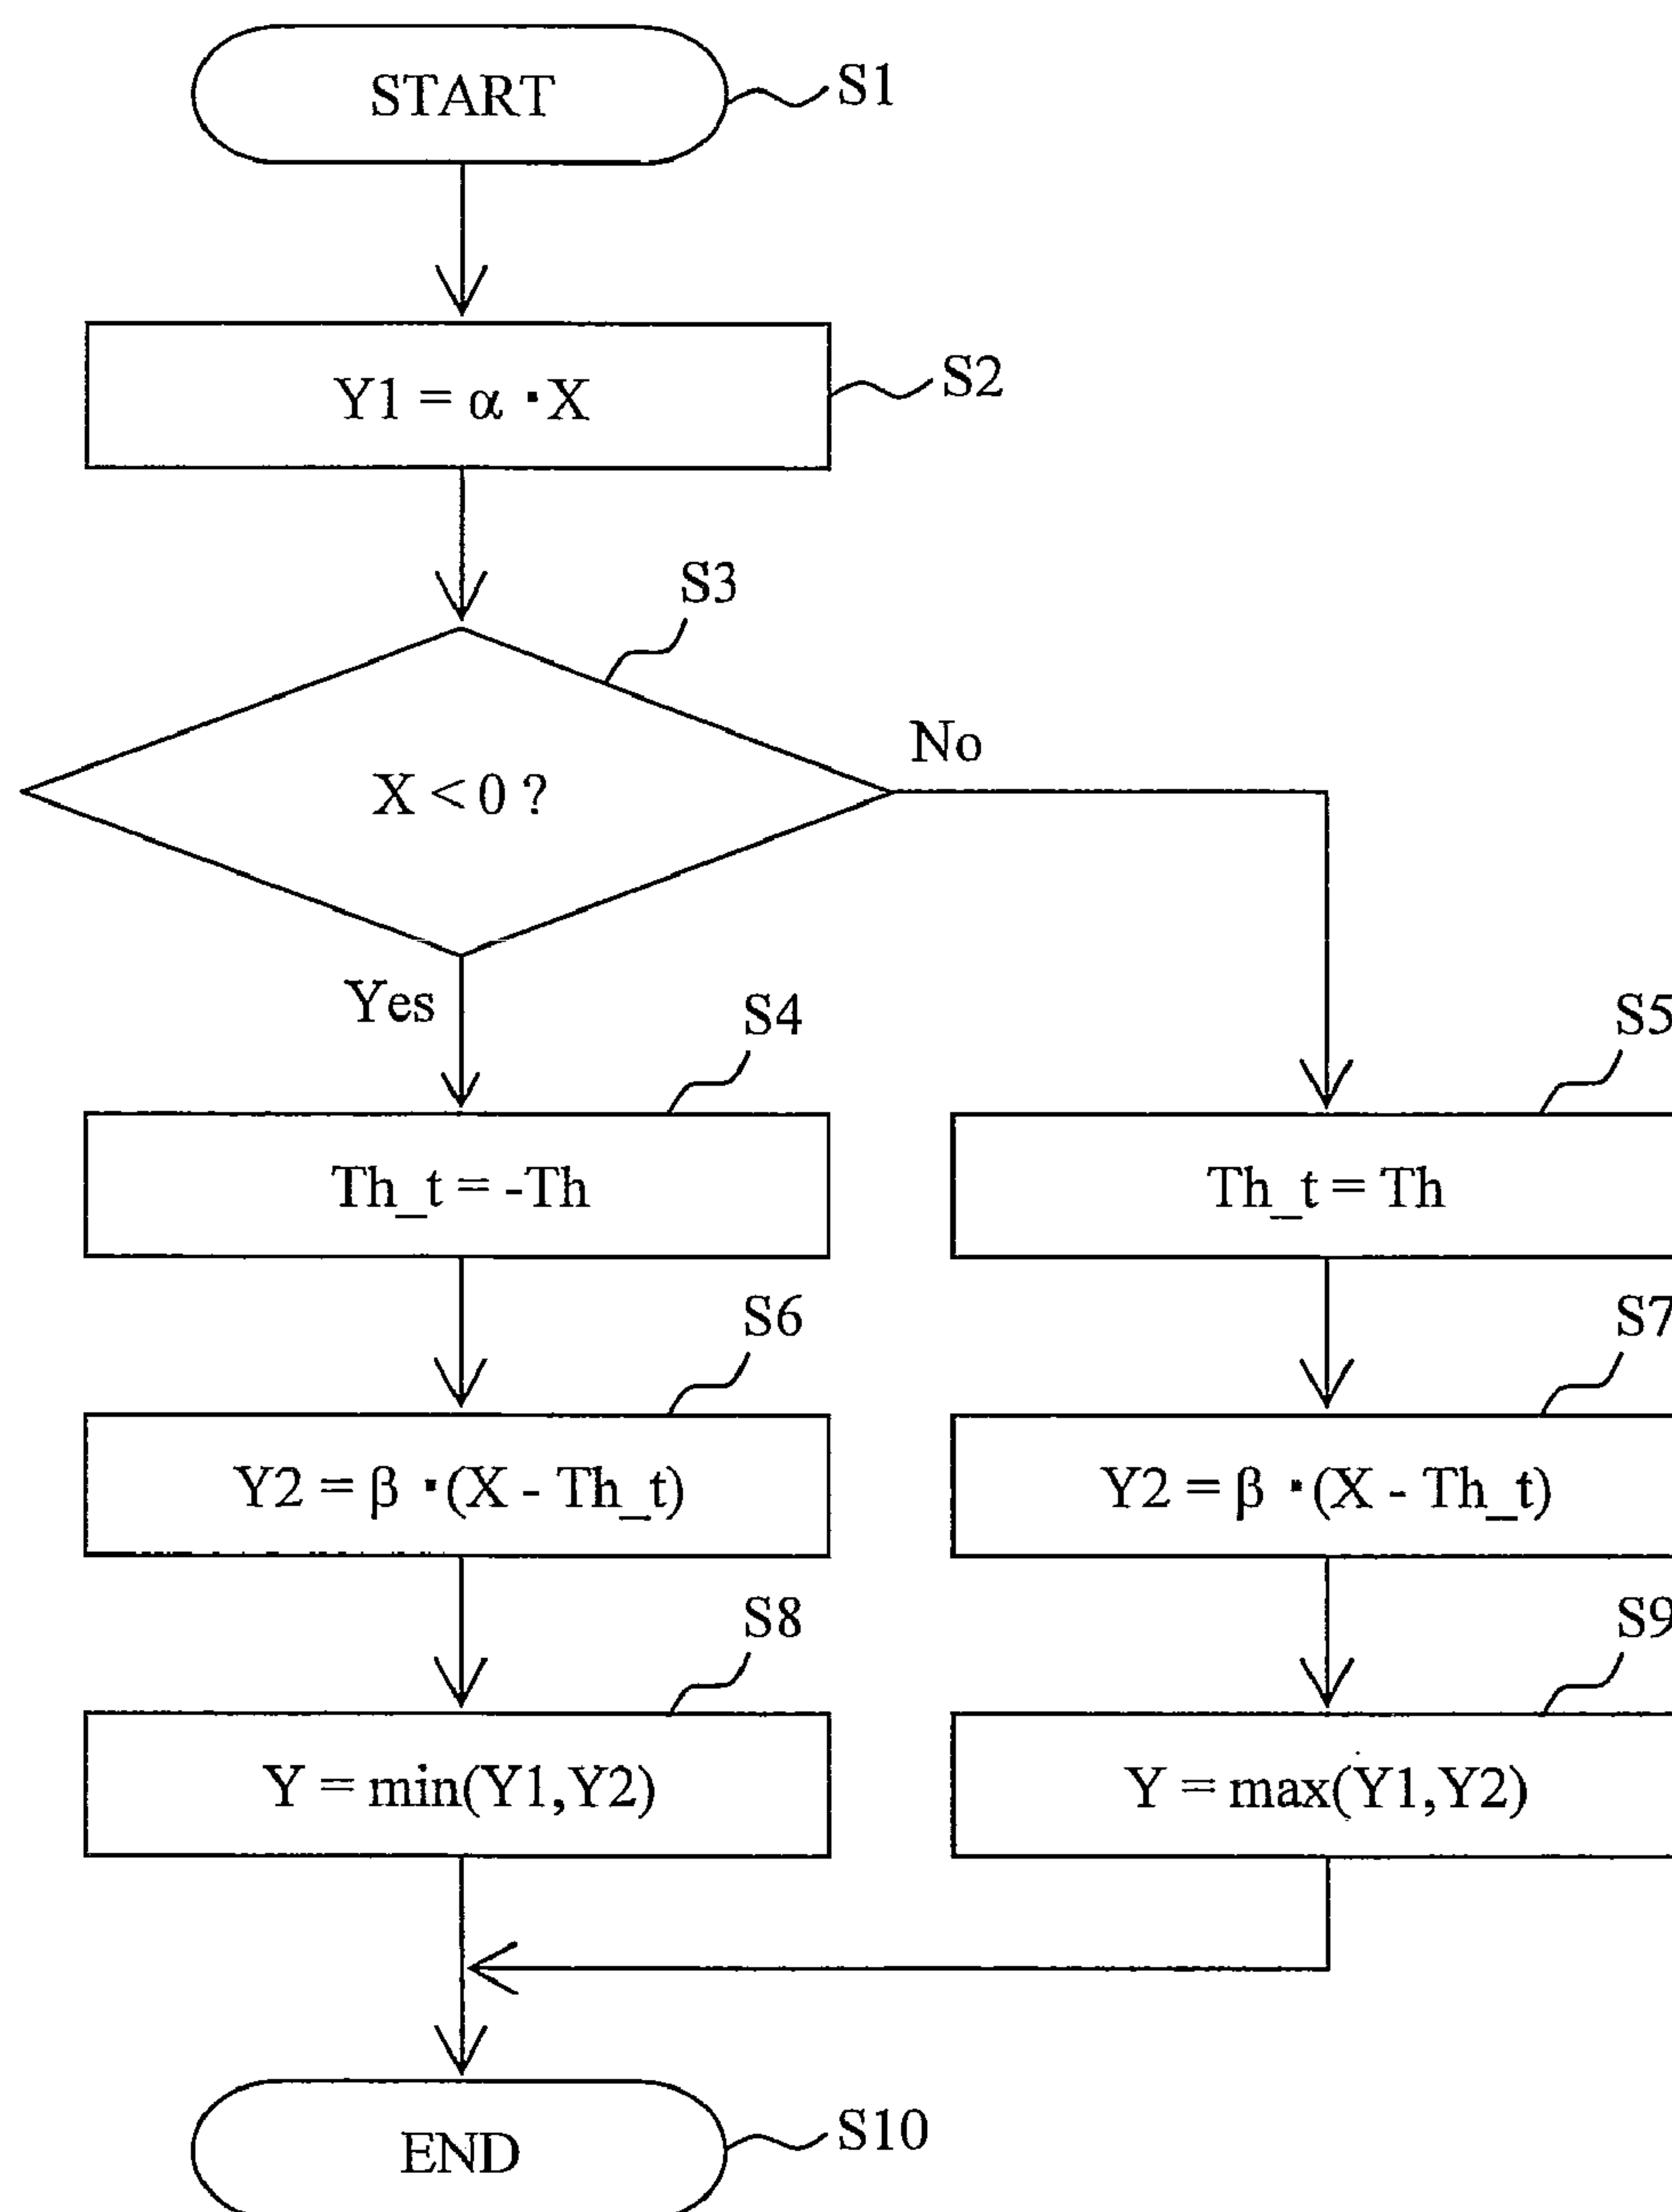 START
S1
Y1 = α ·X
S2
S3
X < 0 ?
No
Yes
S4
S5
Th_t = -Th
Th_t = Th
S6
S7
Y2 = β ·(X - Th_t)
Y2 = β ·(X - Th_t)
S8
S9
Y = min(Y1,Y2)
Y = max(Y1,Y2)
END
S10